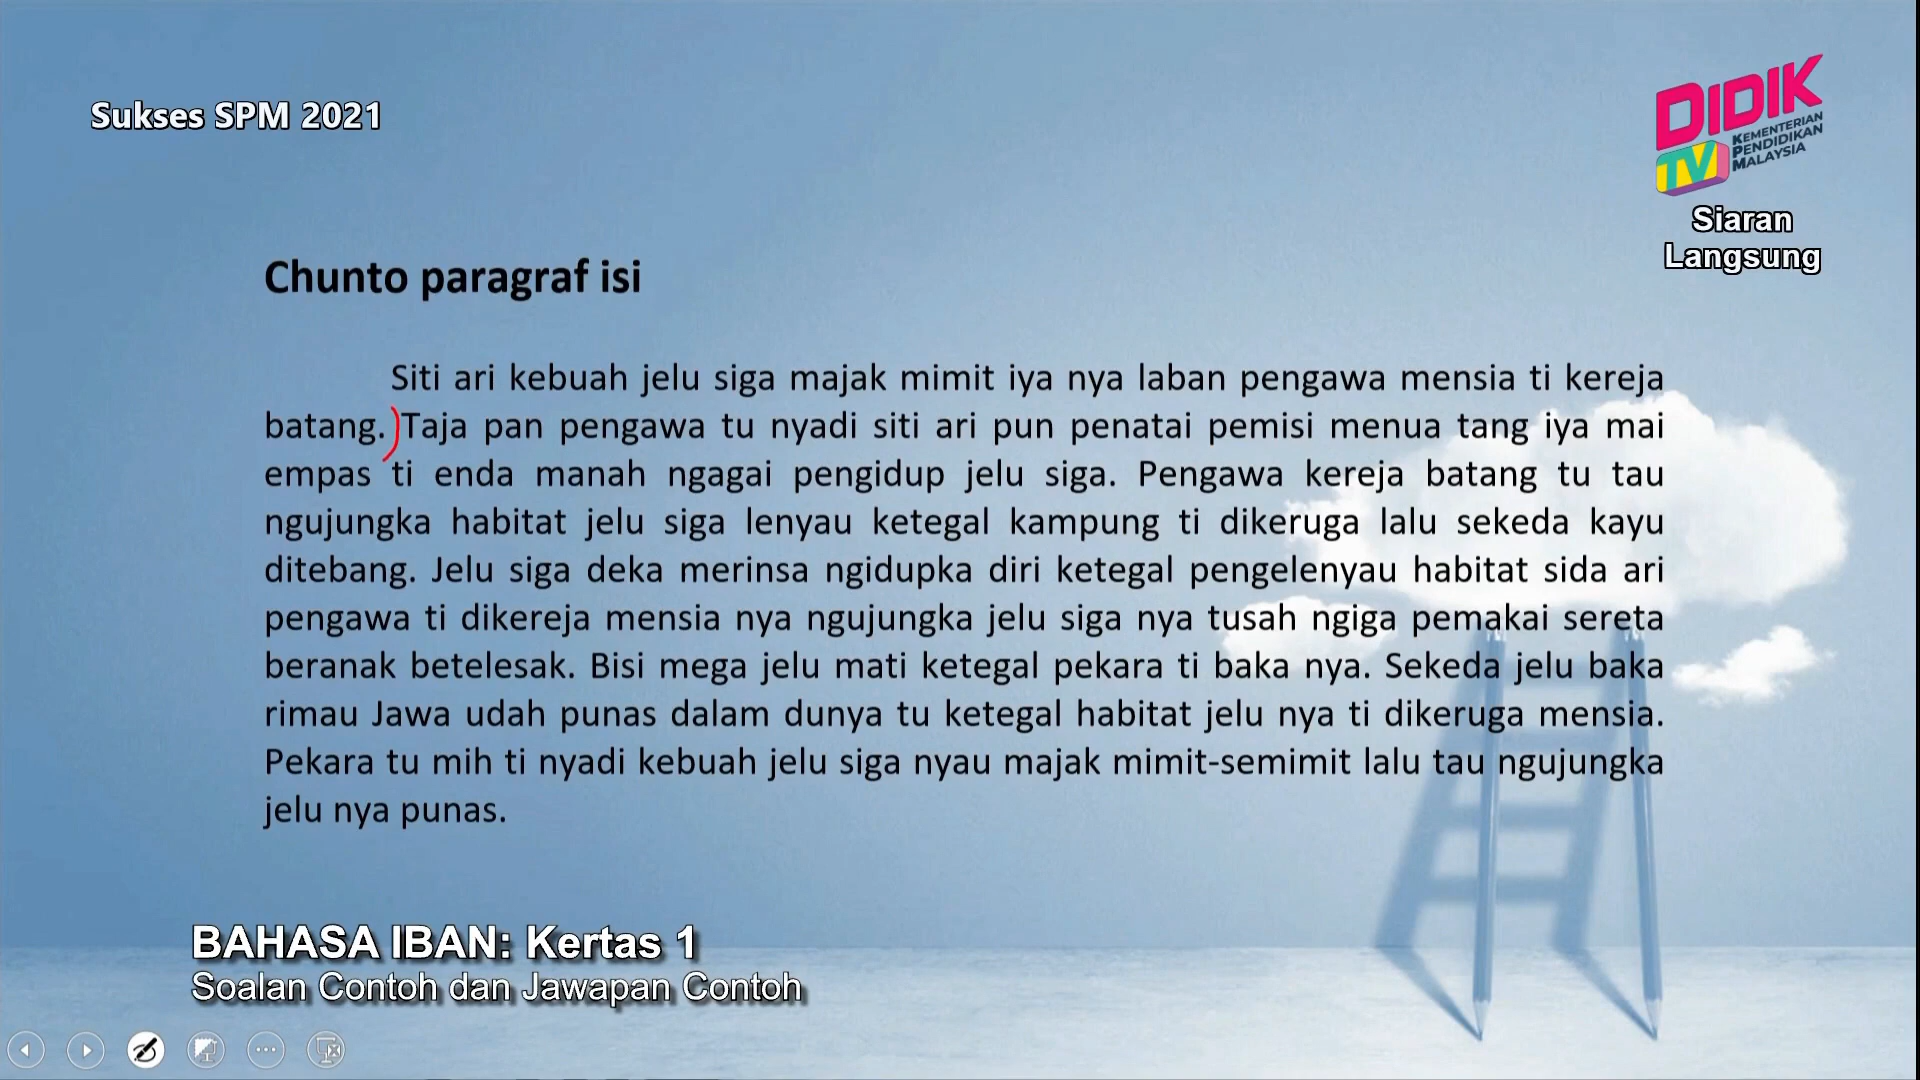 Sukses SPM 2021
DIDIK
TV
KEMENTERIAN
PENDIDIKAN
MALAYSIA
Siaran
Langsung
Chunto paragraf isi
Siti ari kebuah jelu siga majak mimit iya nya laban pengawa mensia ti kereja
batang. Taja pan pengawa tu nyadi siti ari pun penatai pemisi menua tang iya mai
empas ti enda manah ngagai pengidup jelu siga. Pengawa kereja batang tu tau
ngujungka habitat jelu siga lenyau ketegal kampung ti dikeruga lalu sekeda kayu
ditebang. Jelu siga deka merinsa ngidupka diri ketegal pengelenyau habitat sida ari
pengawa ti dikereja mensia nya ngujungka jelu siga nya tusah ngiga pemakai sereta
beranak betelesak. Bisi mega jelu mati ketegal pekara ti baka nya. Sekeda jelu baka
rimau Jawa udah punas dalam dunya tu ketegal habitat jelu nya ti dikeruga mensia.
Pekara tu mih ti nyadi kebuah jelu siga nyau majak mimit-semimit lalu tau ngujungka
jelu nya punas.
BAHASA IBAN: Kertas 1
Soalan Contoh dan Jawapan Contoh